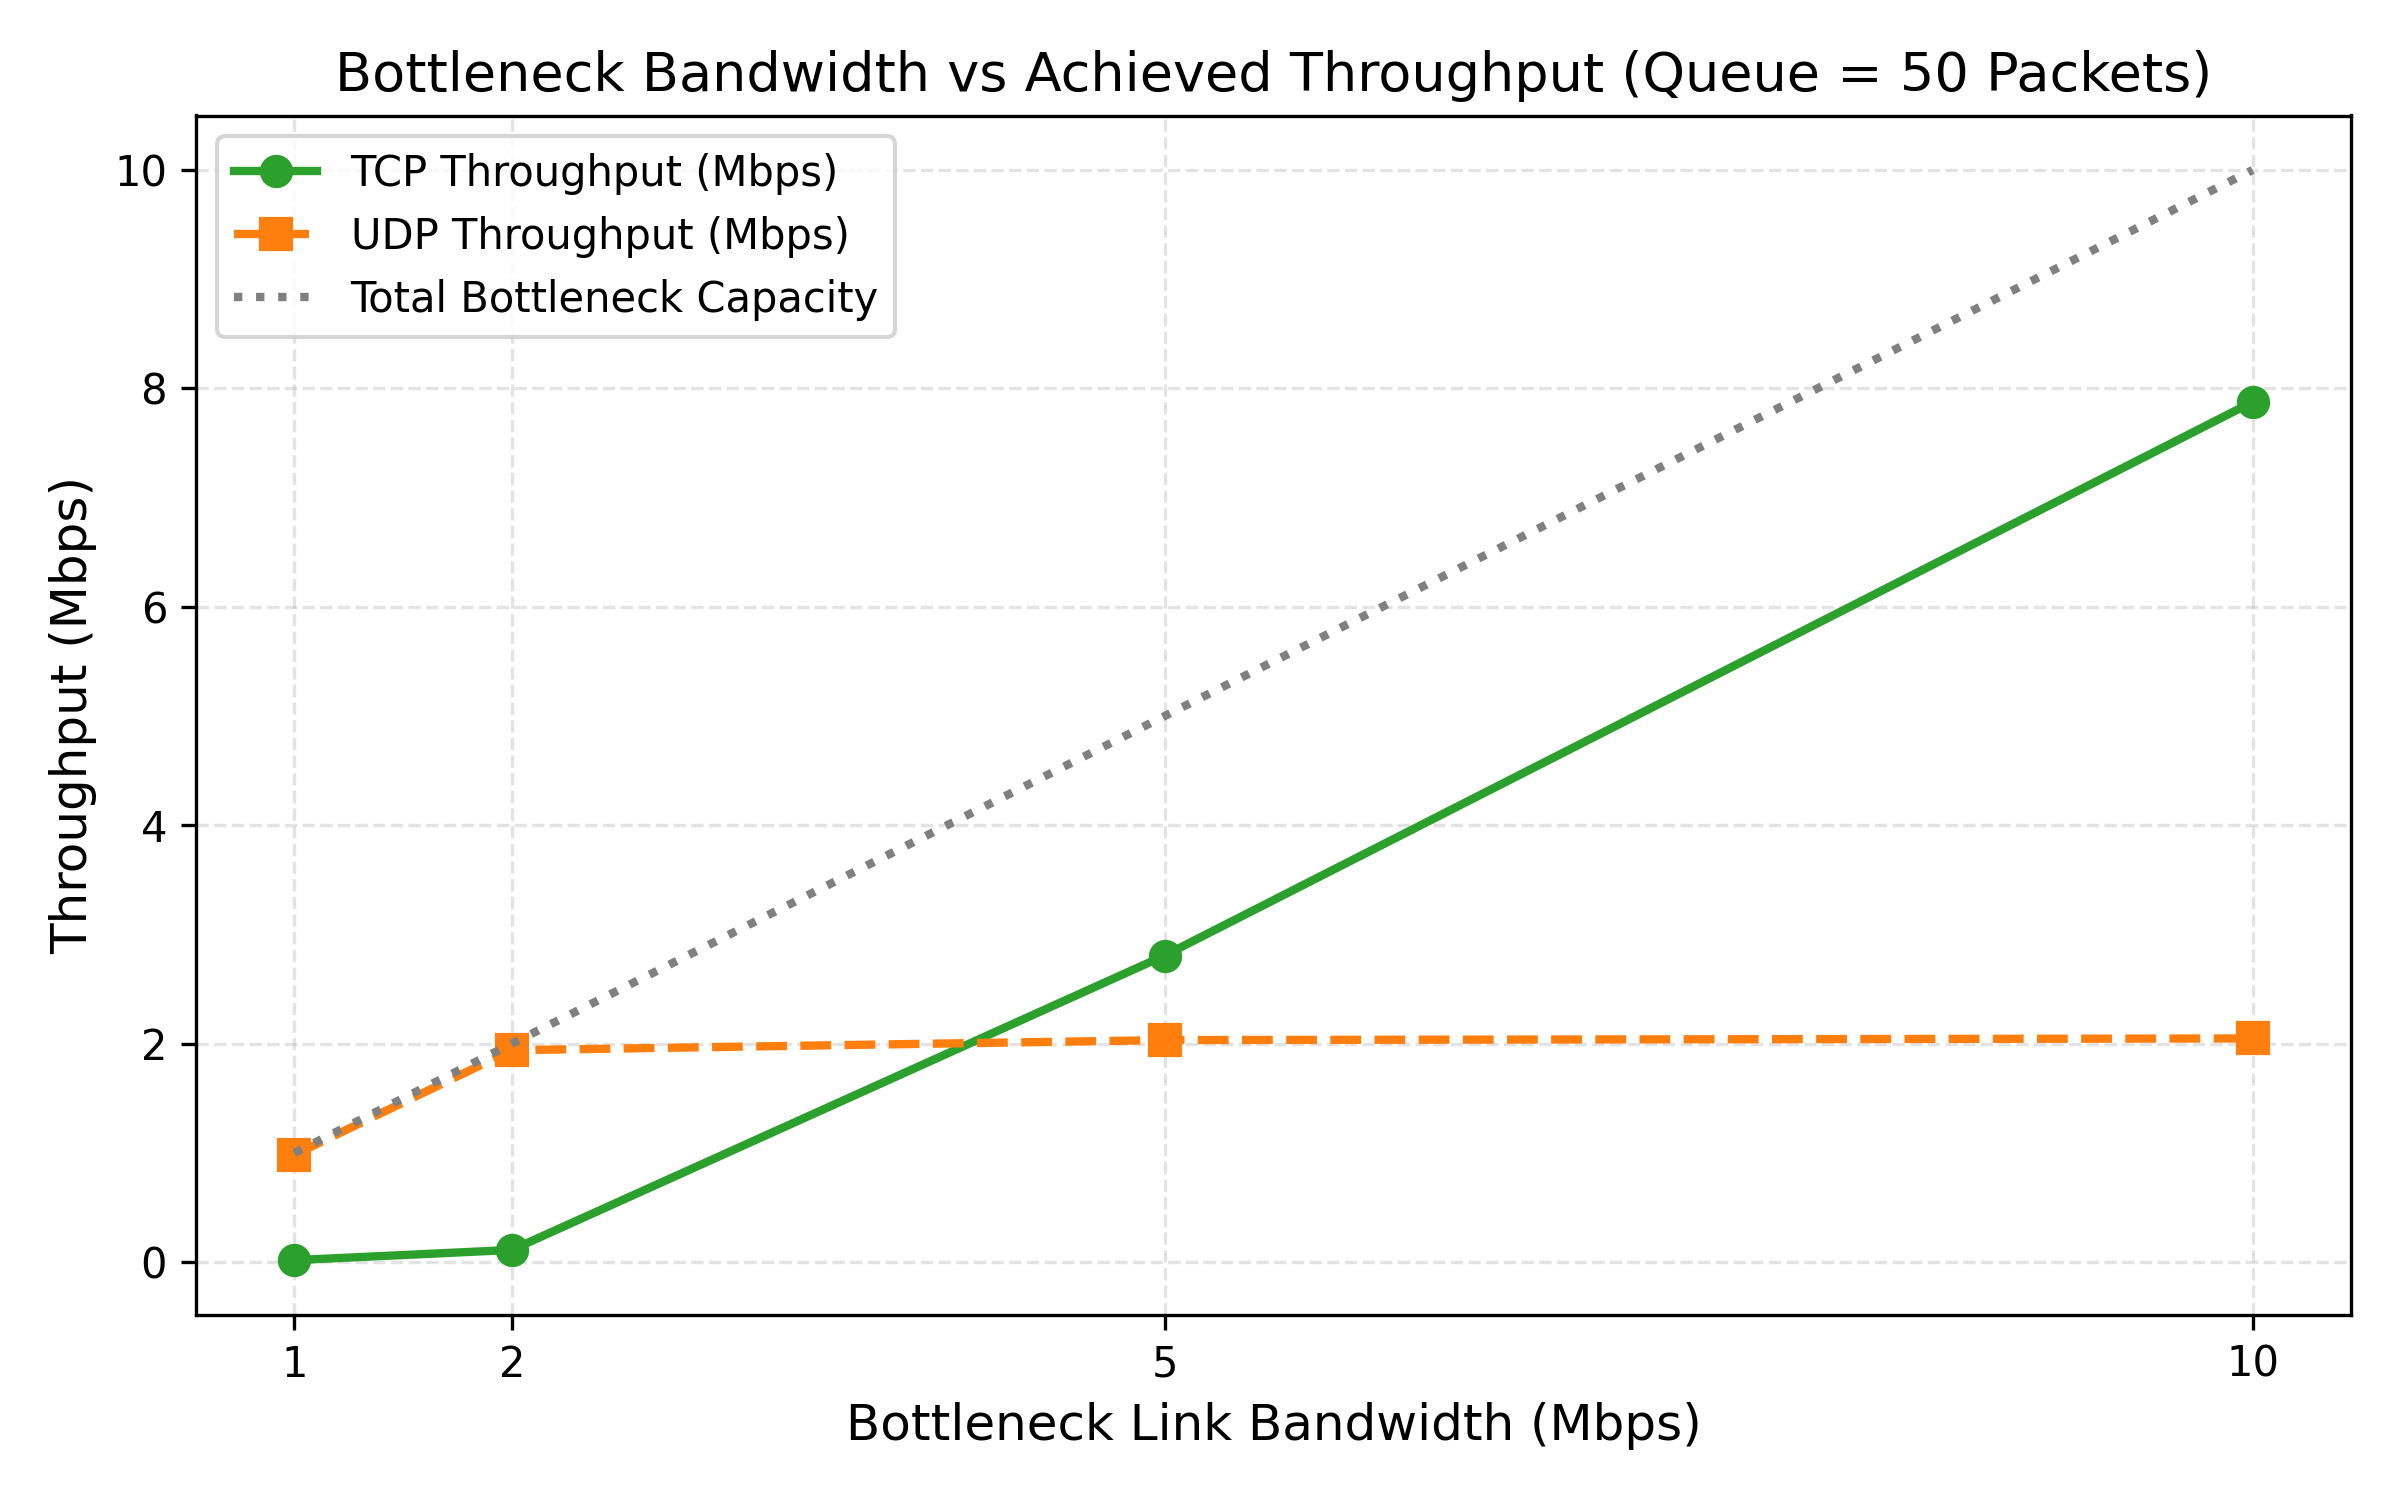 Bottleneck Bandwidth vs Achieved Throughput (Queue = 50 Packets)
TCP Throughput (Mbps)
UDP Throughput (Mbps)
Total Bottleneck Capacity
Throughput (Mbps)
10
8
6
4
2
0
1
2
5
10
Bottleneck Link Bandwidth (Mbps)